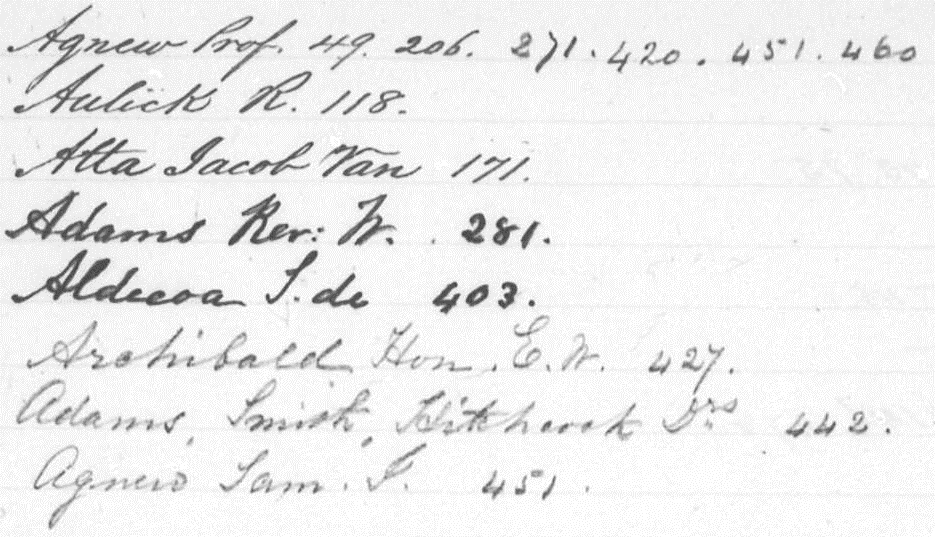 Agnew Prof. 49. 206. 271. 420. 451. 460
Aulick R. 118.
Atta Jacob Van 171.
Adams Rev: W. 281.
Aldecoa S. de 403.
Archibald Hon. E. W. 427.
Adams, Smith, Hitchcock Drs 442.
Agnew Sam. S. 451.